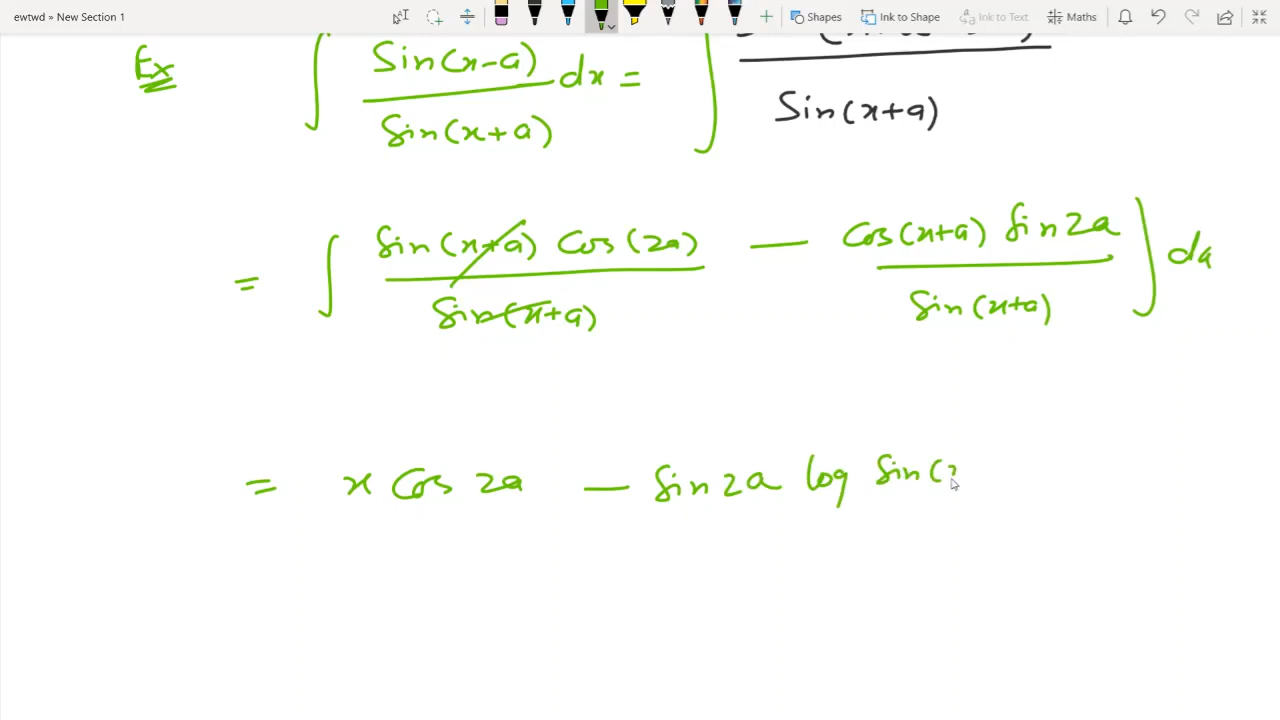 ewtwd » New Section 1
Shapes Ink to Shape Ink to Text Maths
Ex ∫ Sin(x-a) / Sin(x+a) dx = ∫ / Sin(x+a)
= ∫ Sin(x+a) Cos(2a) / Sin(x+a) — Cos(x+a) Sin2a / Sin(x+a) ] da
= x Cos 2a — Sin2a log Sin(